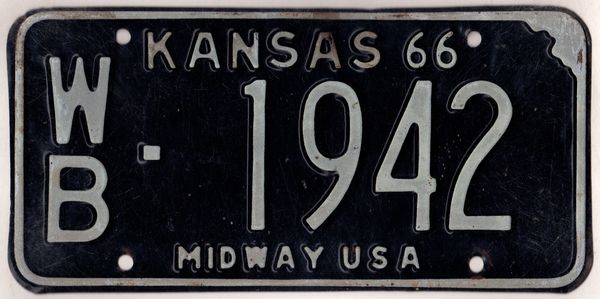 KANSAS 66
WB - 1942
MIDWAY USA